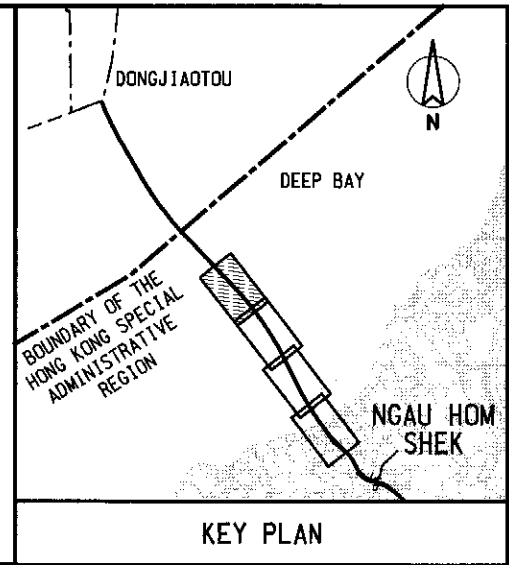 DONGJIAOTOU
N
DEEP BAY
BOUNDARY OF THE
HONG KONG SPECIAL
ADMINISTRATIVE
REGION
NGAU HOM
SHEK
KEY PLAN